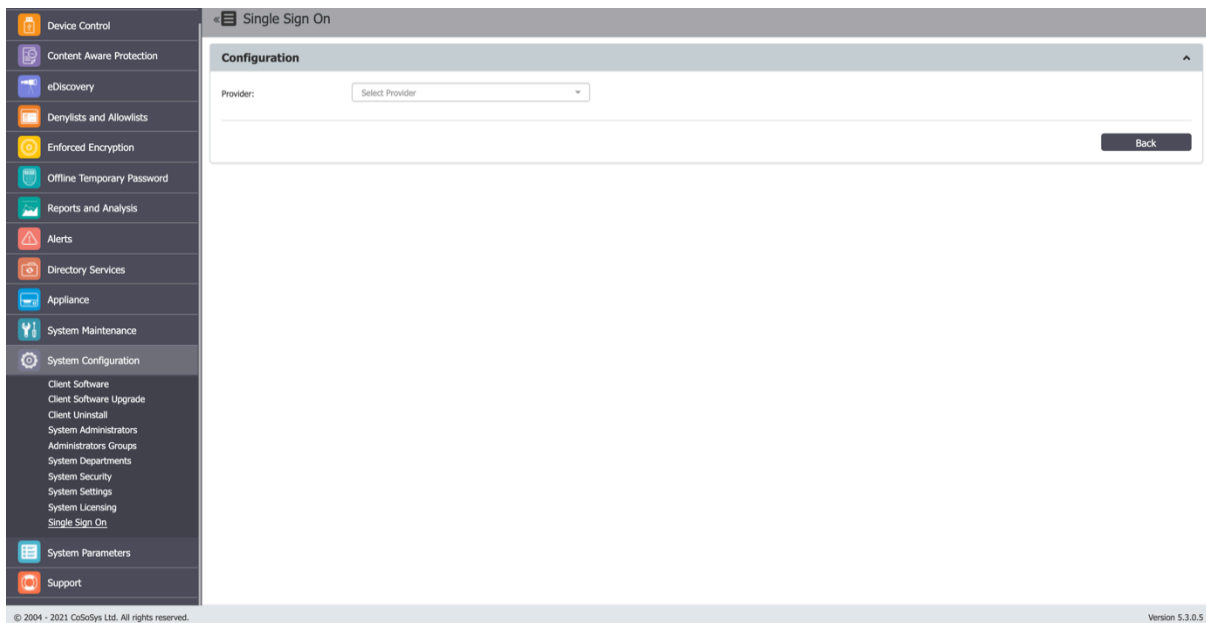 Device Control
Content Aware Protection
eDiscovery
Denylists and Allowlists
Enforced Encryption
Offline Temporary Password
Reports and Analysis
Alerts
Directory Services
Appliance
System Maintenance
System Configuration
Client Software
Client Software Upgrade
Client Uninstall
System Administrators
Administrators Groups
System Departments
System Security
System Settings
System Licensing
Single Sign On
System Parameters
Support
Single Sign On
Configuration
Provider: Select Provider
Back
© 2004 - 2021 CoSoSys Ltd. All rights reserved. Version 5.3.0.5